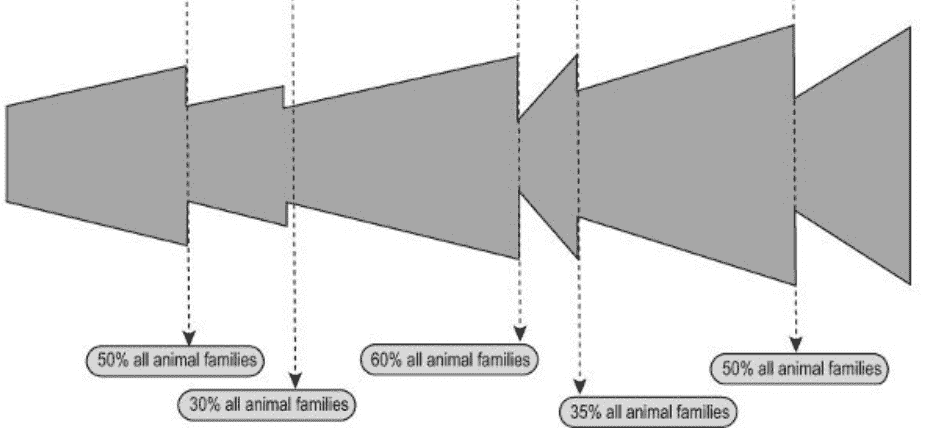 50% all animal families
30% all animal families
60% all animal families
35% all animal families
50% all animal families